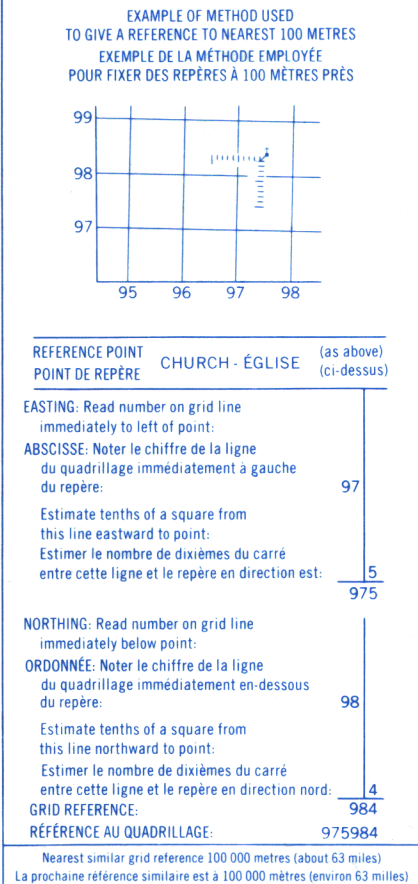 EXAMPLE OF METHOD USED
TO GIVE A REFERENCE TO NEAREST 100 METRES
EXEMPLE DE LA MÉTHODE EMPLOYÉE
POUR FIXER DES REPÈRES À 100 MÈTRES PRÈS
99
98
97
95 96 97 98
REFERENCE POINT
POINT DE REPÈRE
CHURCH - ÉGLISE
(as above)
(ci-dessus)
EASTING: Read number on grid line
immediately to left of point:
ABSCISSE: Noter le chiffre de la ligne
du quadrillage immédiatement à gauche
du repère: 97
Estimate tenths of a square from
this line eastward to point:
Estimer le nombre de dixièmes du carré
entre cette ligne et le repère en direction est: 5
975
NORTHING: Read number on grid line
immediately below point:
ORDONNÉE: Noter le chiffre de la ligne
du quadrillage immédiatement en-dessous
du repère: 98
Estimate tenths of a square from
this line northward to point:
Estimer le nombre de dixièmes du carré
entre cette ligne et le repère en direction nord: 4
GRID REFERENCE: 984
RÉFÉRENCE AU QUADRILLAGE: 975984
Nearest similar grid reference 100 000 metres (about 63 miles)
La prochaine référence similaire est à 100 000 mètres (environ 63 milles)